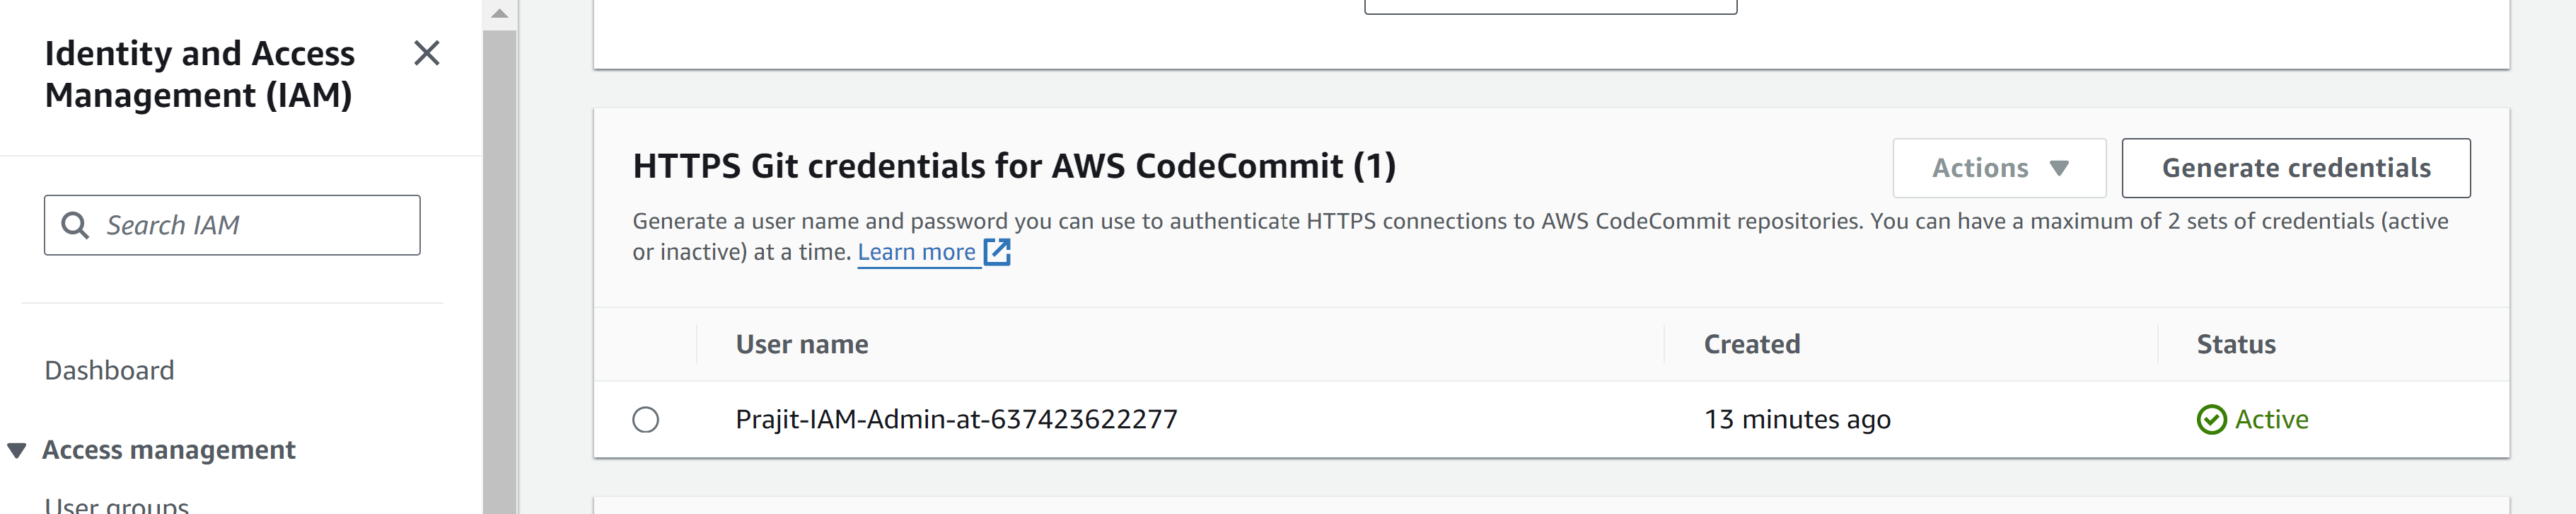 Identity and Access
Management (IAM)
Search IAM
Dashboard
Access management
User groups
HTTPS Git credentials for AWS CodeCommit (1)
Actions
Generate credentials
Generate a user name and password you can use to authenticate HTTPS connections to AWS CodeCommit repositories. You can have a maximum of 2 sets of credentials (active
or inactive) at a time. Learn more
User name Created Status
Prajit-IAM-Admin-at-637423622277 13 minutes ago Active